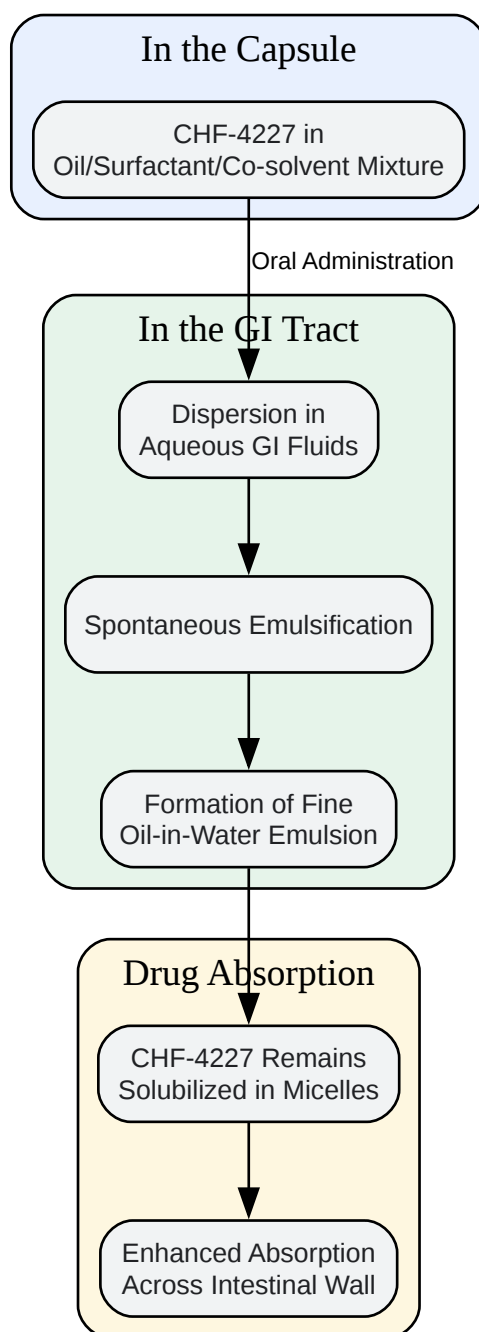 In the Capsule
CHF-4227 in
Oil/Surfactant/Co-solvent Mixture
Oral Administration
In the GI Tract
Dispersion in
Aqueous GI Fluids
Spontaneous Emulsification
Formation of Fine
Oil-in-Water Emulsion
Drug Absorption
CHF-4227 Remains
Solubilized in Micelles
Enhanced Absorption
Across Intestinal Wall